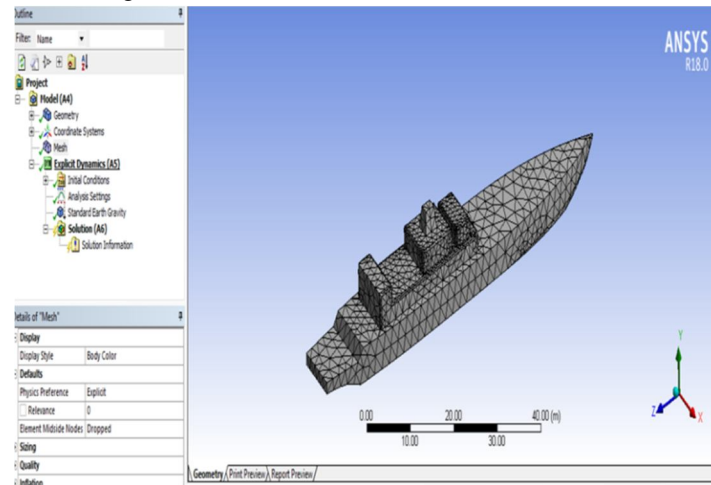 Outline
Filter: Name
Project
Model (A4)
Geometry
Coordinate Systems
Mesh
Explicit Dynamics (A5)
Initial Conditions
Analysis Settings
Standard Earth Gravity
Solution (A6)
Solution Information
Details of "Mesh"
Display
Display Style Body Color
Defaults
Physics Preference Explicit
Relevance 0
Element Midside Nodes Dropped
Sizing
Quality
Inflation
ANSYS
R18.0
Y
Z X
0.00 20.00 40.00 (m)
10.00 30.00
Geometry Print Preview Report Preview